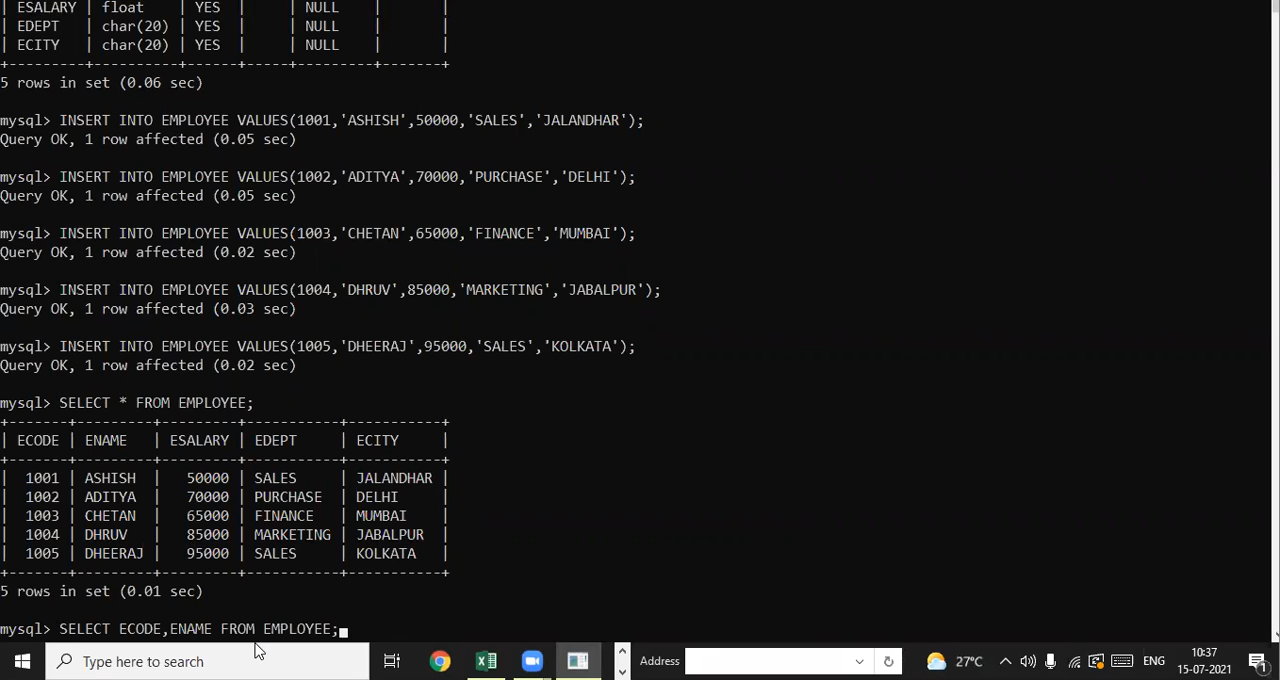 | ESALARY | float    | YES  |     | NULL    |       |
| EDEPT   | char(20) | YES  |     | NULL    |       |
| ECITY   | char(20) | YES  |     | NULL    |       |
+---------+----------+------+-----+---------+-------+
5 rows in set (0.06 sec)
mysql> INSERT INTO EMPLOYEE VALUES(1001,'ASHISH',50000,'SALES','JALANDHAR');
Query OK, 1 row affected (0.05 sec)
mysql> INSERT INTO EMPLOYEE VALUES(1002,'ADITYA',70000,'PURCHASE','DELHI');
Query OK, 1 row affected (0.05 sec)
mysql> INSERT INTO EMPLOYEE VALUES(1003,'CHETAN',65000,'FINANCE','MUMBAI');
Query OK, 1 row affected (0.02 sec)
mysql> INSERT INTO EMPLOYEE VALUES(1004,'DHRUV',85000,'MARKETING','JABALPUR');
Query OK, 1 row affected (0.03 sec)
mysql> INSERT INTO EMPLOYEE VALUES(1005,'DHEERAJ',95000,'SALES','KOLKATA');
Query OK, 1 row affected (0.02 sec)
mysql> SELECT * FROM EMPLOYEE;
+-------+---------+---------+-----------+-----------+
| ECODE | ENAME   | ESALARY | EDEPT     | ECITY     |
+-------+---------+---------+-----------+-----------+
|  1001 | ASHISH  |   50000 | SALES     | JALANDHAR |
|  1002 | ADITYA  |   70000 | PURCHASE  | DELHI     |
|  1003 | CHETAN  |   65000 | FINANCE   | MUMBAI    |
|  1004 | DHRUV   |   85000 | MARKETING | JABALPUR  |
|  1005 | DHEERAJ |   95000 | SALES     | KOLKATA   |
+-------+---------+---------+-----------+-----------+
5 rows in set (0.01 sec)
mysql> SELECT ECODE,ENAME FROM EMPLOYEE;
Type here to search
Address
27°C
ENG
10:37
15-07-2021
1